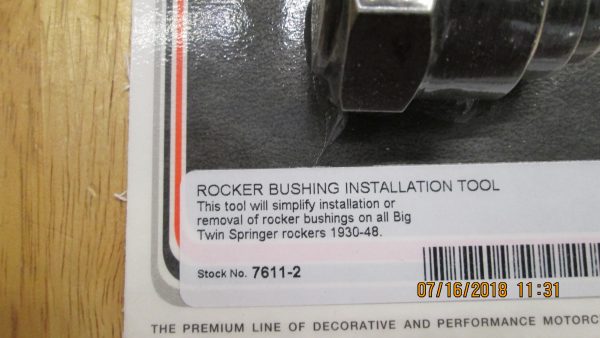 ROCKER BUSHING INSTALLATION TOOL
This tool will simplify installation or
removal of rocker bushings on all Big
Twin Springer rockers 1930-48.
Stock No. 7611-2
07/16/2018 11:31
THE PREMIUM LINE OF DECORATIVE AND PERFORMANCE MOTORC